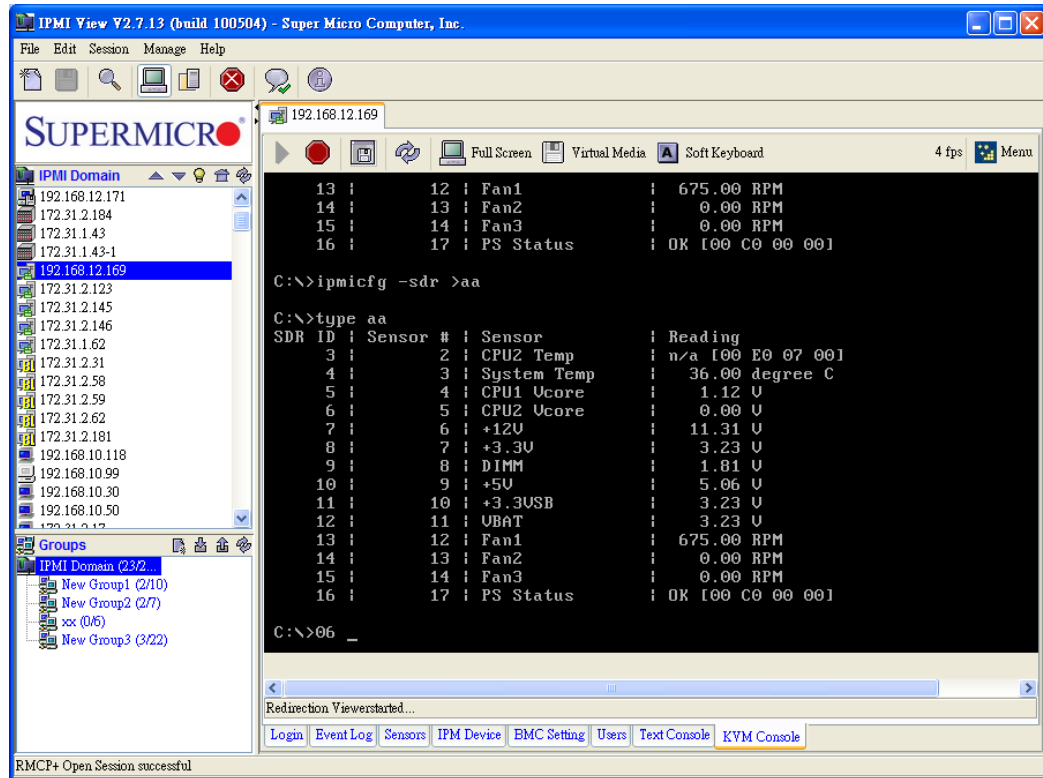 IPMI View V2.7.13 (build 100504) - Super Micro Computer, Inc.
File Edit Session Manage Help
192.168.12.169
SUPERMICRO
Full Screen Virtual Media A Soft Keyboard 4 fps Menu
IPMI Domain
192.168.12.171
172.31.2.184
172.31.1.43
172.31.1.43-1
192.168.12.169
172.31.2.123
172.31.2.145
172.31.2.146
172.31.1.62
172.31.2.31
172.31.2.58
172.31.2.59
172.31.2.62
172.31.2.181
192.168.10.118
192.168.10.99
192.168.10.30
192.168.10.50
172.31.2.17
Groups
IPMI Domain (23/2...
New Group1 (2/10)
New Group2 (2/7)
xx (0/6)
New Group3 (3/22)
13 | 12 | Fan1 | 675.00 RPM
14 | 13 | Fan2 | 0.00 RPM
15 | 14 | Fan3 | 0.00 RPM
16 | 17 | PS Status | OK [00 C0 00 00]
C:\>ipmicfg -sdr >aa
C:\>type aa
SDR ID | Sensor # | Sensor | Reading
3 | 2 | CPU2 Temp | n/a [00 E0 07 00]
4 | 3 | System Temp | 36.00 degree C
5 | 4 | CPU1 Vcore | 1.12 V
6 | 5 | CPU2 Vcore | 0.00 V
7 | 6 | +12V | 11.31 V
8 | 7 | +3.3V | 3.23 V
9 | 8 | DIMM | 1.81 V
10 | 9 | +5V | 5.06 V
11 | 10 | +3.3VSB | 3.23 V
12 | 11 | VBAT | 3.23 V
13 | 12 | Fan1 | 675.00 RPM
14 | 13 | Fan2 | 0.00 RPM
15 | 14 | Fan3 | 0.00 RPM
16 | 17 | PS Status | OK [00 C0 00 00]
C:\>06 _
Redirection Viewerstarted...
Login Event Log Sensors IPM Device BMC Setting Users Text Console KVM Console
RMCP+ Open Session successful